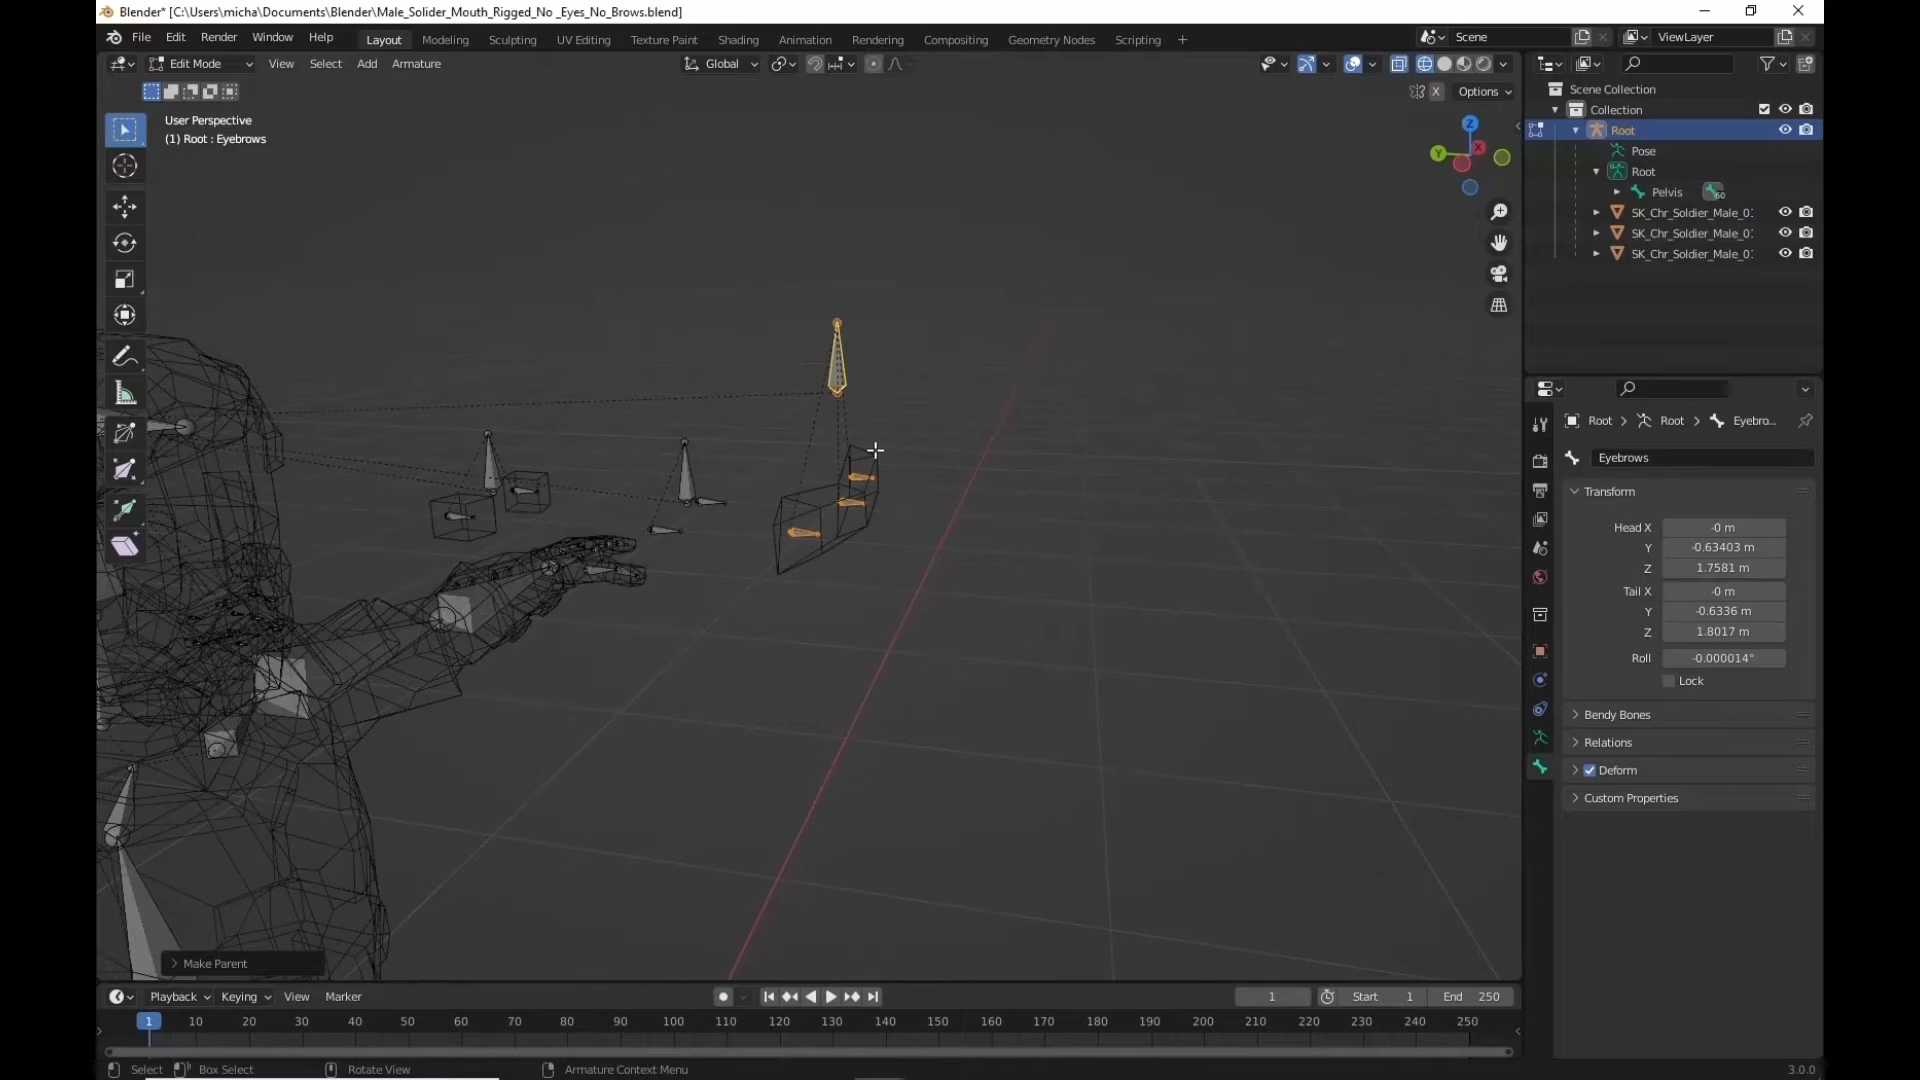 Blender* [C:\Users\micha\Documents\Blender\Male_Solider_Mouth_Rigged_No _Eyes_No_Brows.blend]
File Edit Render Window Help Layout Modeling Sculpting UV Editing Texture Paint Shading Animation Rendering Compositing Geometry Nodes Scripting + Scene ViewLayer
Edit Mode View Select Add Armature Global
X Options
User Perspective
(1) Root : Eyebrows
Z
Y X
Scene Collection
Collection
Root
Pose
Root
Pelvis 60
SK_Chr_Soldier_Male_0:
SK_Chr_Soldier_Male_0:
SK_Chr_Soldier_Male_0:
Root > Root > Eyebro...
Eyebrows
Transform
Head X -0 m
Y -0.63403 m
Z 1.7581 m
Tail X -0 m
Y -0.6336 m
Z 1.8017 m
Roll -0.000014°
Lock
Bendy Bones
Relations
Deform
Custom Properties
> Make Parent
Playback Keying View Marker 1 Start 1 End 250
1 10 20 30 40 50 60 70 80 90 100 110 120 130 140 150 160 170 180 190 200 210 220 230 240 250
Select Box Select Rotate View Armature Context Menu 3.0.0